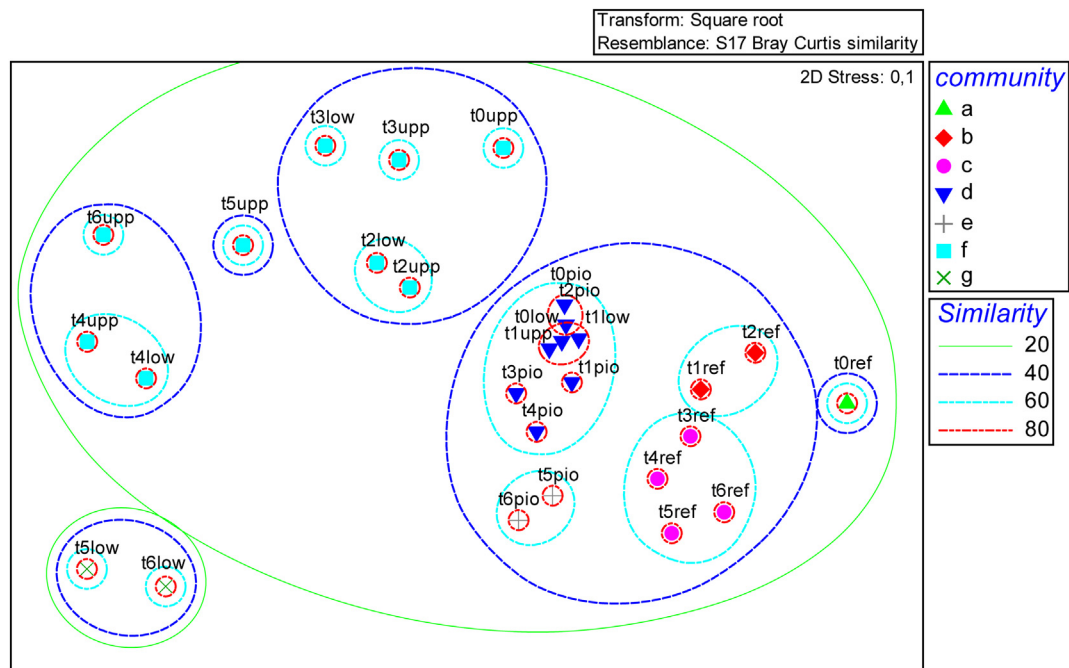 Transform: Square root
Resemblance: S17 Bray Curtis similarity
2D Stress: 0,1
community
a
b
c
d
e
f
g
Similarity
20
40
60
80
t3low
t3upp
t0upp
t6upp
t5upp
t2low
t2upp
t4upp
t4low
t0pio
t2pio
t0low
t1low
t1upp
t1pio
t3pio
t4pio
t2ref
t1ref
t0ref
t3ref
t4ref
t6ref
t5ref
t5pio
t6pio
t5low
t6low